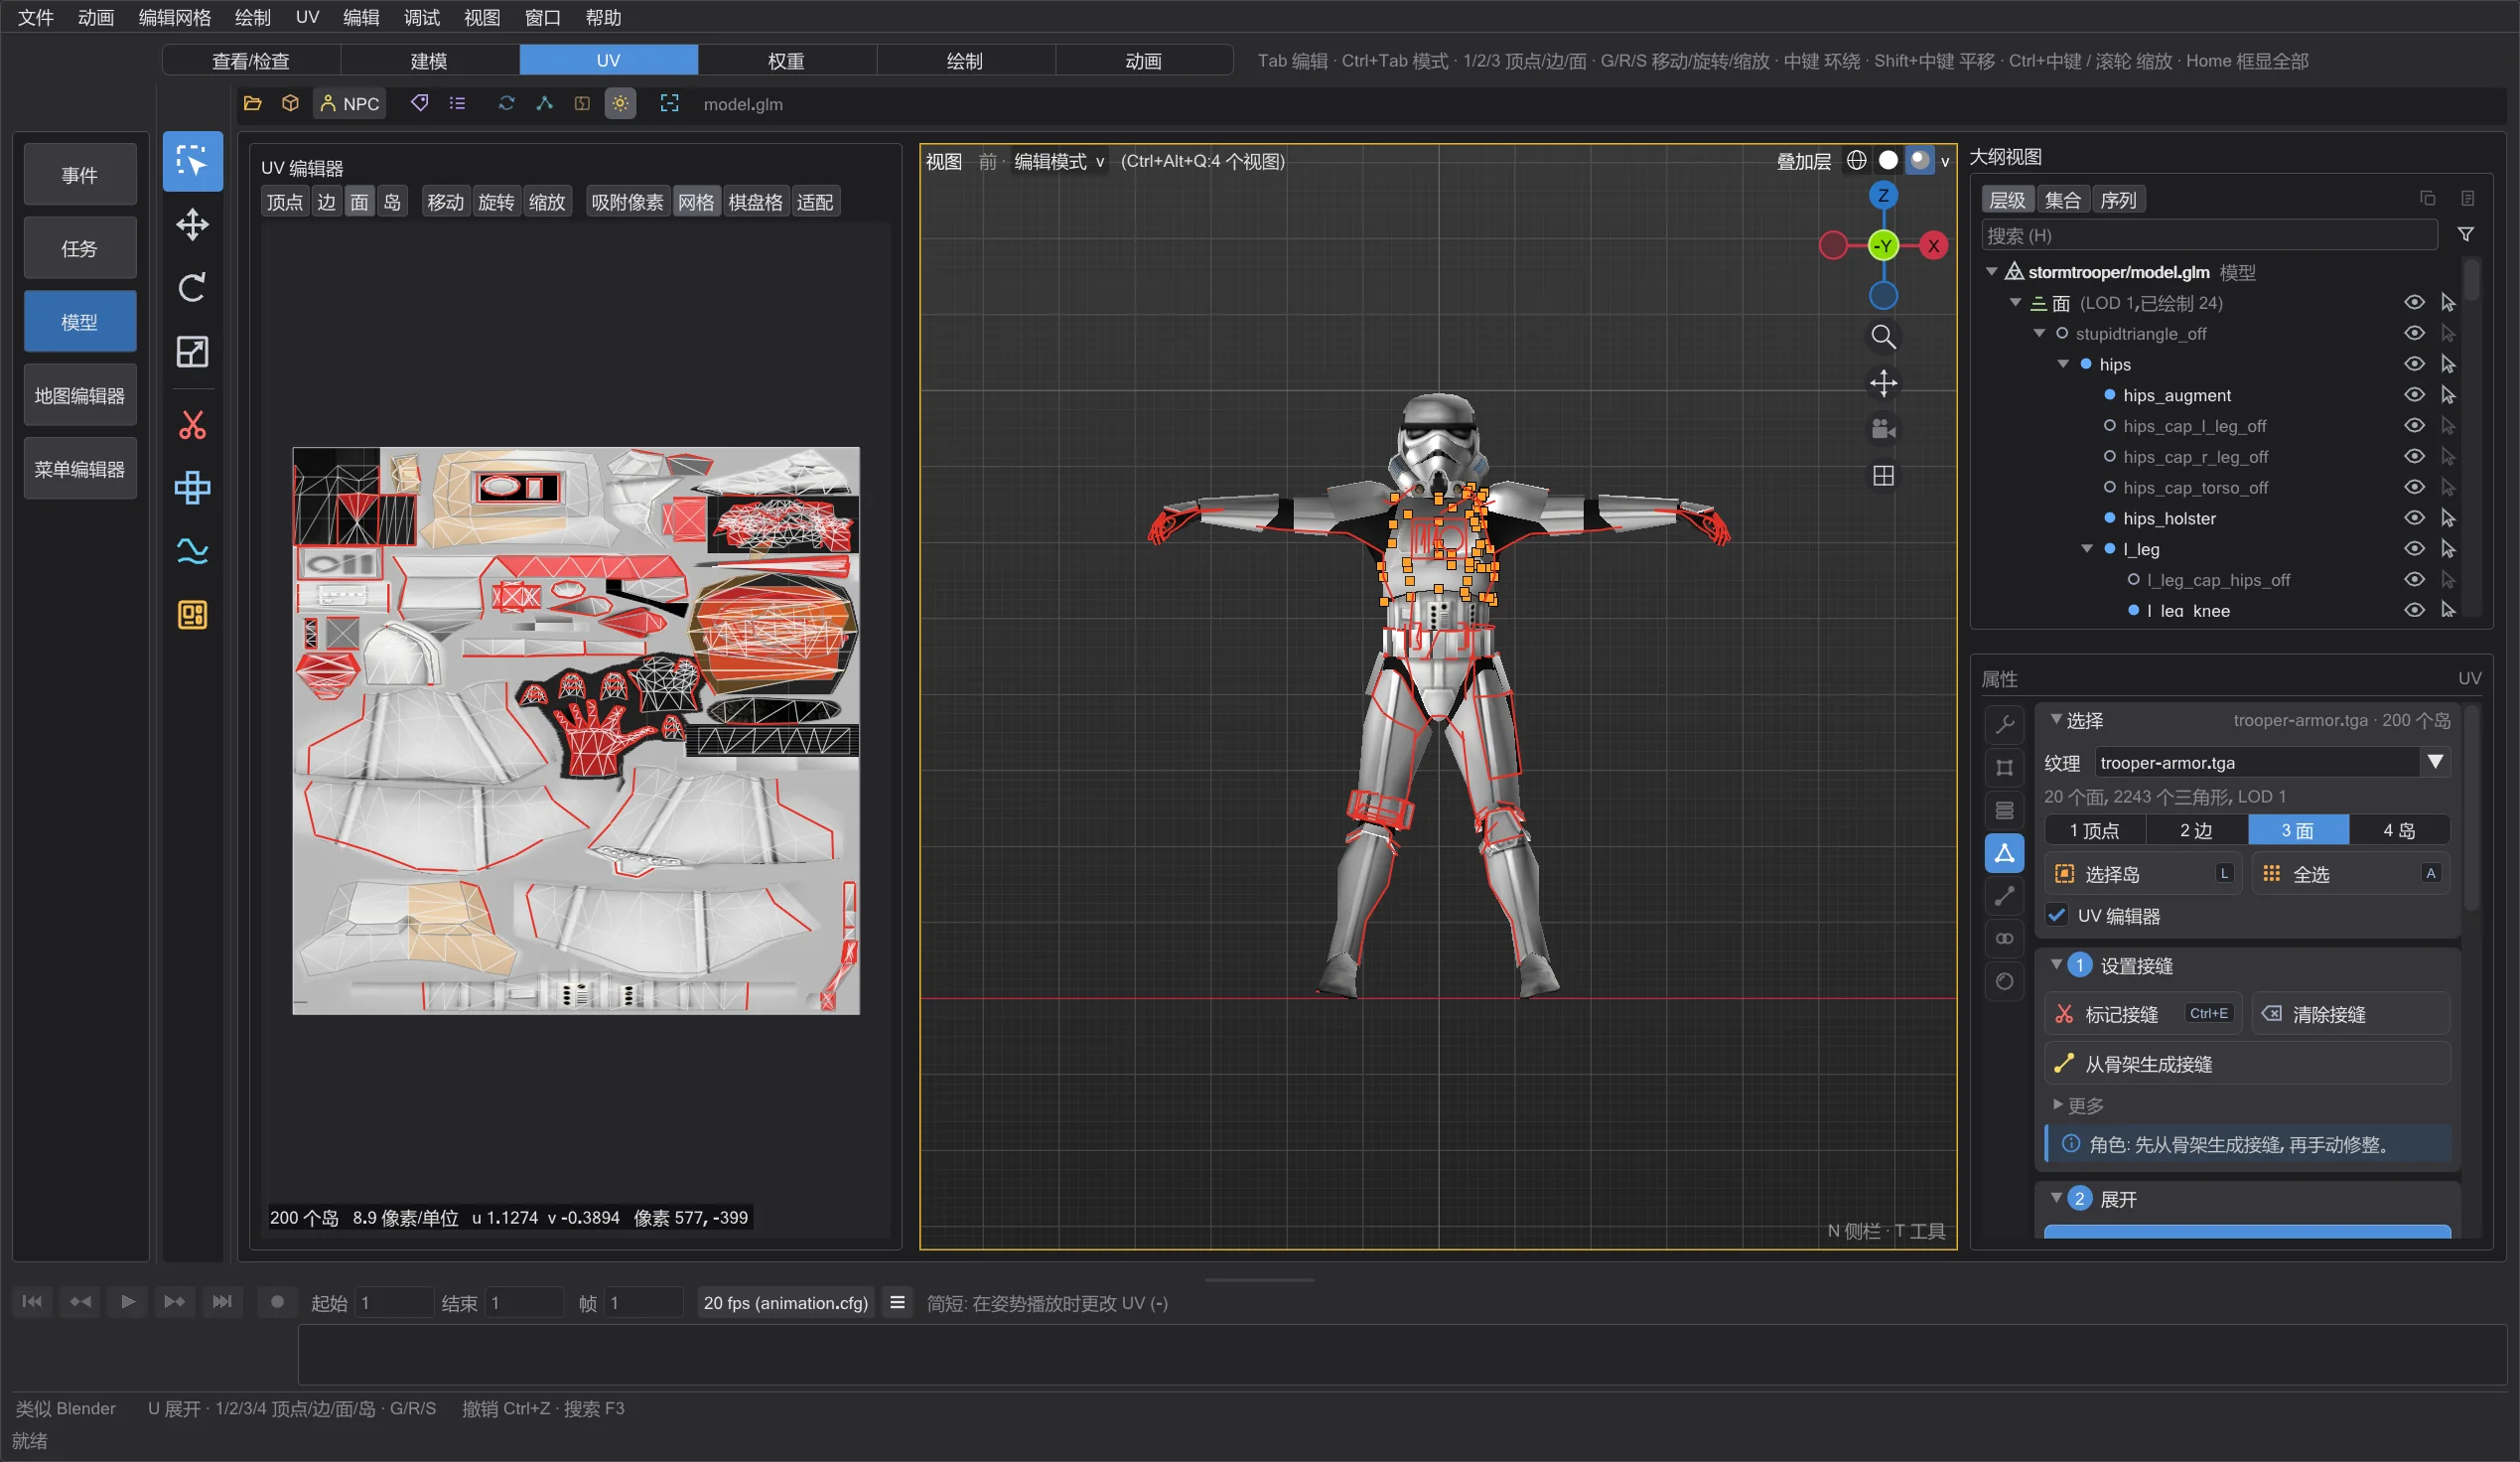 文件 动画 编辑网格 绘制 UV 编辑 调试 视图 窗口 帮助
查看/检查 建模 UV 权重 绘制 动画 Tab 编辑 · Ctrl+Tab 模式 · 1/2/3 顶点/边/面 · G/R/S 移动/旋转/缩放 · 中键 环绕 · Shift+中键 平移 · Ctrl+中键 / 滚轮 缩放 · Home 框显全部
NPC model.glm
事件
任务
模型
地图编辑器
菜单编辑器
UV 编辑器
顶点 边 面 岛 移动 旋转 缩放 吸附像素 网格 棋盘格 适配
200 个岛 8.9 像素/单位 u 1.1274 v -0.3894 像素 577, -399
视图 前 · 编辑模式 v (Ctrl+Alt+Q:4 个视图) 叠加层 v
Z
-Y X
N 侧栏 · T 工具
大纲视图
层级 集合 序列
搜索 (H)
stormtrooper/model.glm 模型
面 (LOD 1,已绘制 24)
stupidtriangle_off
hips
hips_augment
hips_cap_l_leg_off
hips_cap_r_leg_off
hips_cap_torso_off
hips_holster
l_leg
l_leg_cap_hips_off
l_leg_knee
属性 UV
选择 trooper-armor.tga · 200 个岛
纹理 trooper-armor.tga
20 个面, 2243 个三角形, LOD 1
1 顶点 2 边 3 面 4 岛
选择岛 L 全选 A
UV 编辑器
1 设置接缝
标记接缝 Ctrl+E 清除接缝
从骨架生成接缝
更多
角色: 先从骨架生成接缝, 再手动修整。
2 展开
起始 1 结束 1 帧 1 20 fps (animation.cfg) 简短: 在姿势播放时更改 UV (-)
类似 Blender U 展开 · 1/2/3/4 顶点/边/面/岛 · G/R/S 撤销 Ctrl+Z · 搜索 F3
就绪